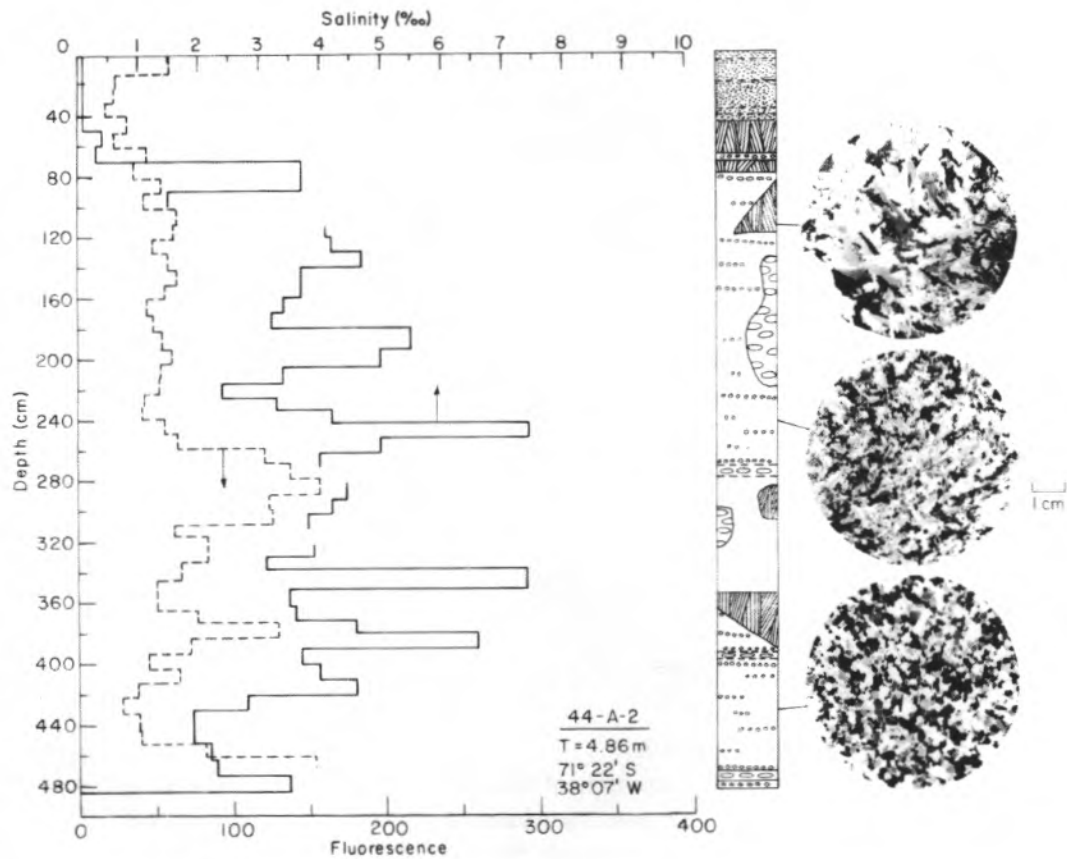 Salinity (‰)
0 1 2 3 4 5 6 7 8 9 10
40
80
120
160
200
240
280
320
360
400
440
480
Depth (cm)
44-A-2
T = 4.86 m
71° 22' S
38° 07' W
1 cm
0 100 200 300 400
Fluorescence